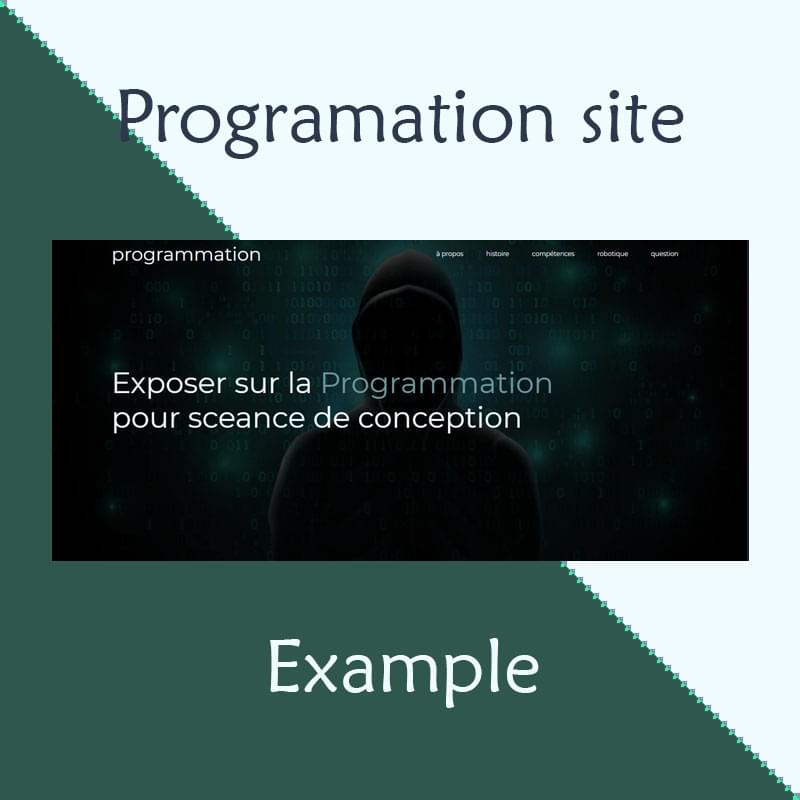 Programation site
programmation
à propos histoire compétences robotique question
Exposer sur la Programmation
pour sceance de conception
Example